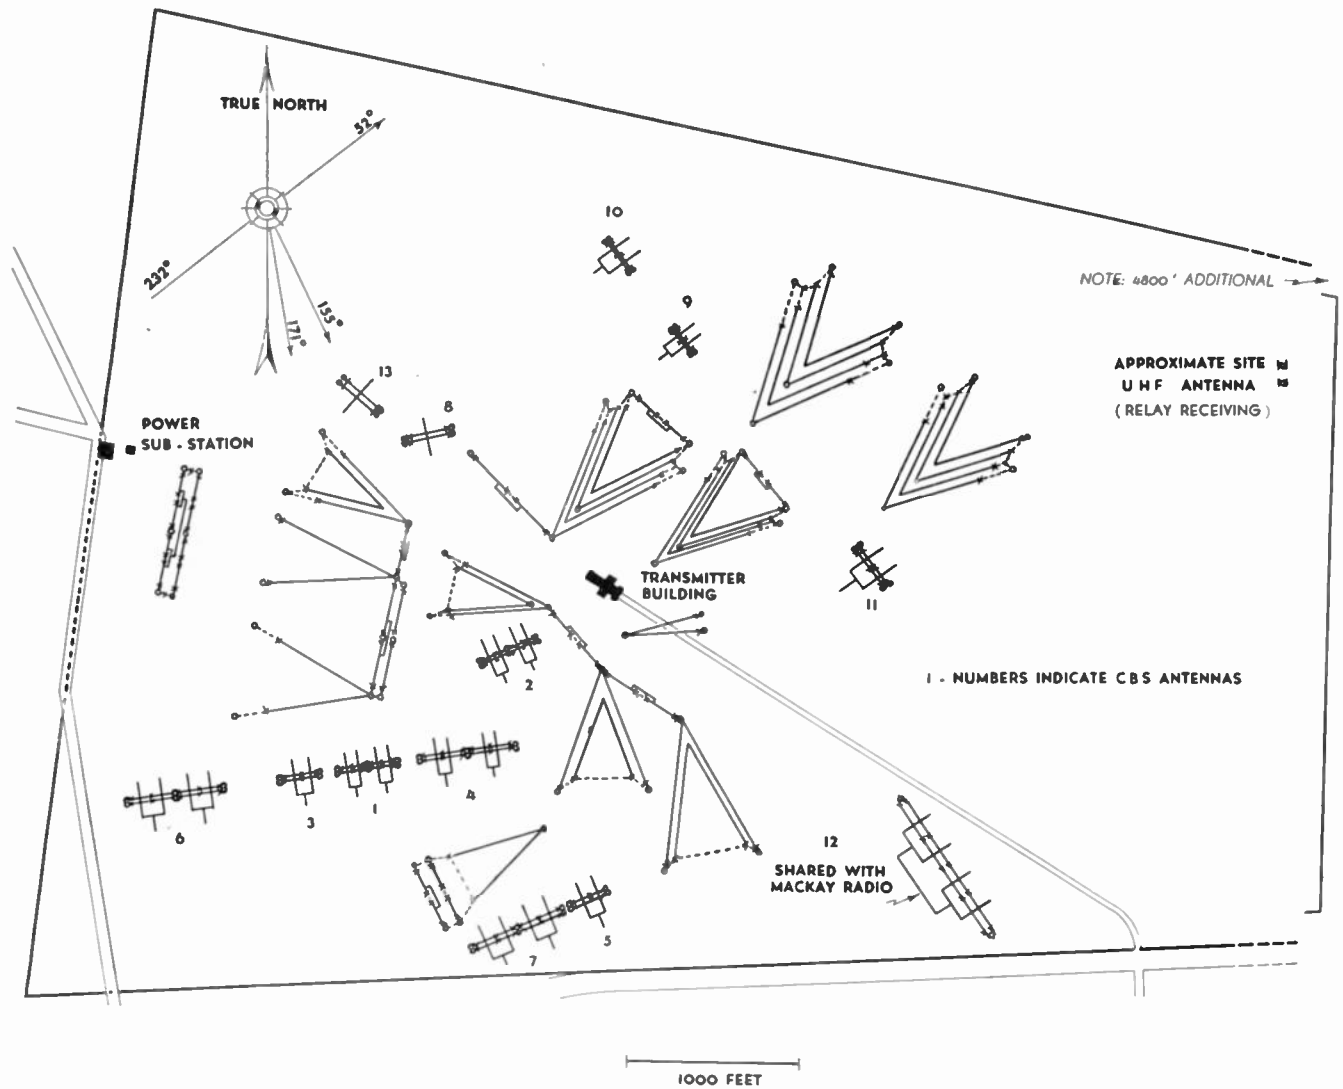 TRUE NORTH
52°
232°
171°
155°
10
9
NOTE: 4800' ADDITIONAL
APPROXIMATE SITE
UHF ANTENNA
(RELAY RECEIVING)
13
8
POWER
SUB-STATION
TRANSMITTER
BUILDING
11
2
1 - NUMBERS INDICATE CBS ANTENNAS
6
3
1
4
12
SHARED WITH
MACKAY RADIO
5
7
1000 FEET